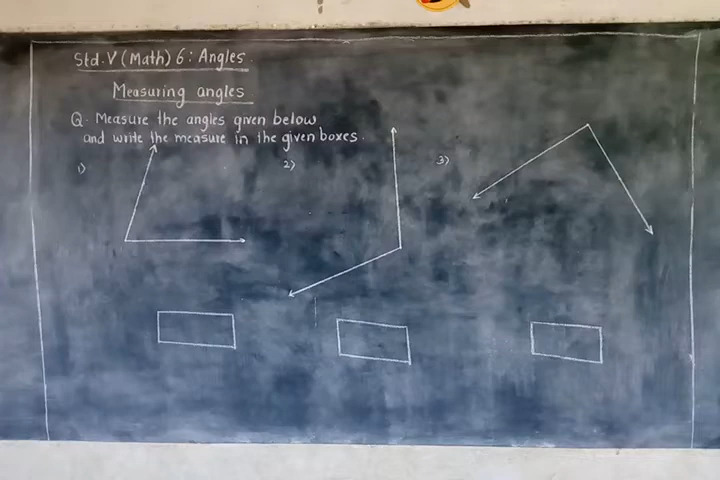 Std. V (Math) 6: Angles.
Measuring angles
Q. Measure the angles given below
and write the measure in the given boxes.
1) 2) 3)